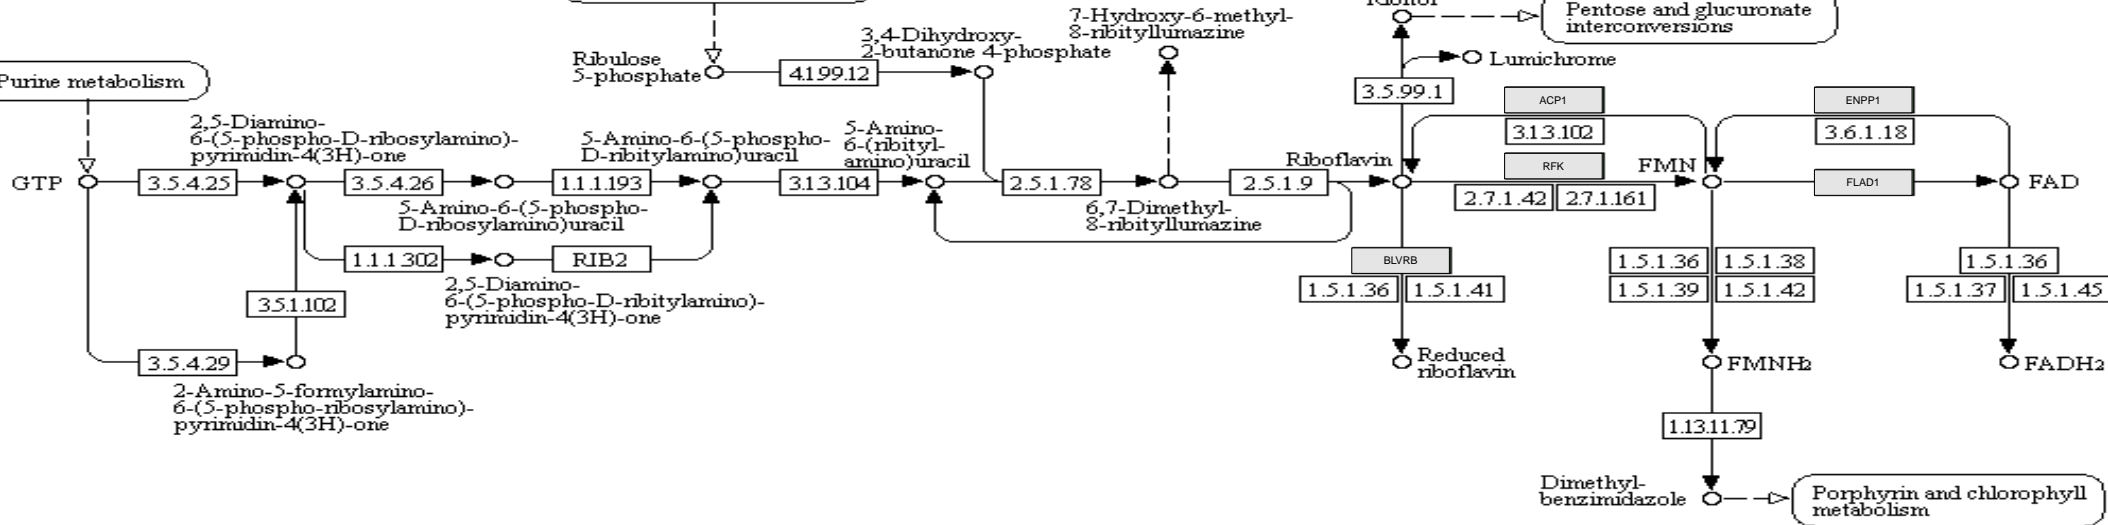 Pentose and glucuronate
interconversions
7-Hydroxy-6-methyl-
8-ribityllumazine
3,4-Dihydroxy-
2-butanone 4-phosphate
Ribulose
5-phosphate
4.1.99.12
Lumichrome
Purine metabolism
3.5.99.1
ACP1
ENPP1
2,5-Diamino-
6-(5-phospho-D-ribosylamino)-
pyrimidin-4(3H)-one
5-Amino-6-(5-phospho-
D-ribitylamino)uracil
5-Amino-
6-(ribityl-
amino)uracil
3.1.3.102
3.6.1.18
Riboflavin
RFK
FMN
GTP
3.5.4.25
3.5.4.26
1.1.1.193
3.1.3.104
2.5.1.78
2.5.1.9
FLAD1
FAD
2.7.1.42
2.7.1.161
5-Amino-6-(5-phospho-
D-ribosylamino)uracil
6,7-Dimethyl-
8-ribityllumazine
1.1.1.302
RIB2
BLVRB
1.5.1.36
1.5.1.38
1.5.1.36
1.5.1.36
1.5.1.41
1.5.1.39
1.5.1.42
1.5.1.37
1.5.1.45
2,5-Diamino-
6-(5-phospho-D-ribitylamino)-
pyrimidin-4(3H)-one
3.5.1.102
3.5.4.29
Reduced
riboflavin
FMNH2
FADH2
2-Amino-5-formylamino-
6-(5-phospho-ribosylamino)-
pyrimidin-4(3H)-one
1.13.11.79
Dimethyl-
benzimidazole
Porphyrin and chlorophyll
metabolism